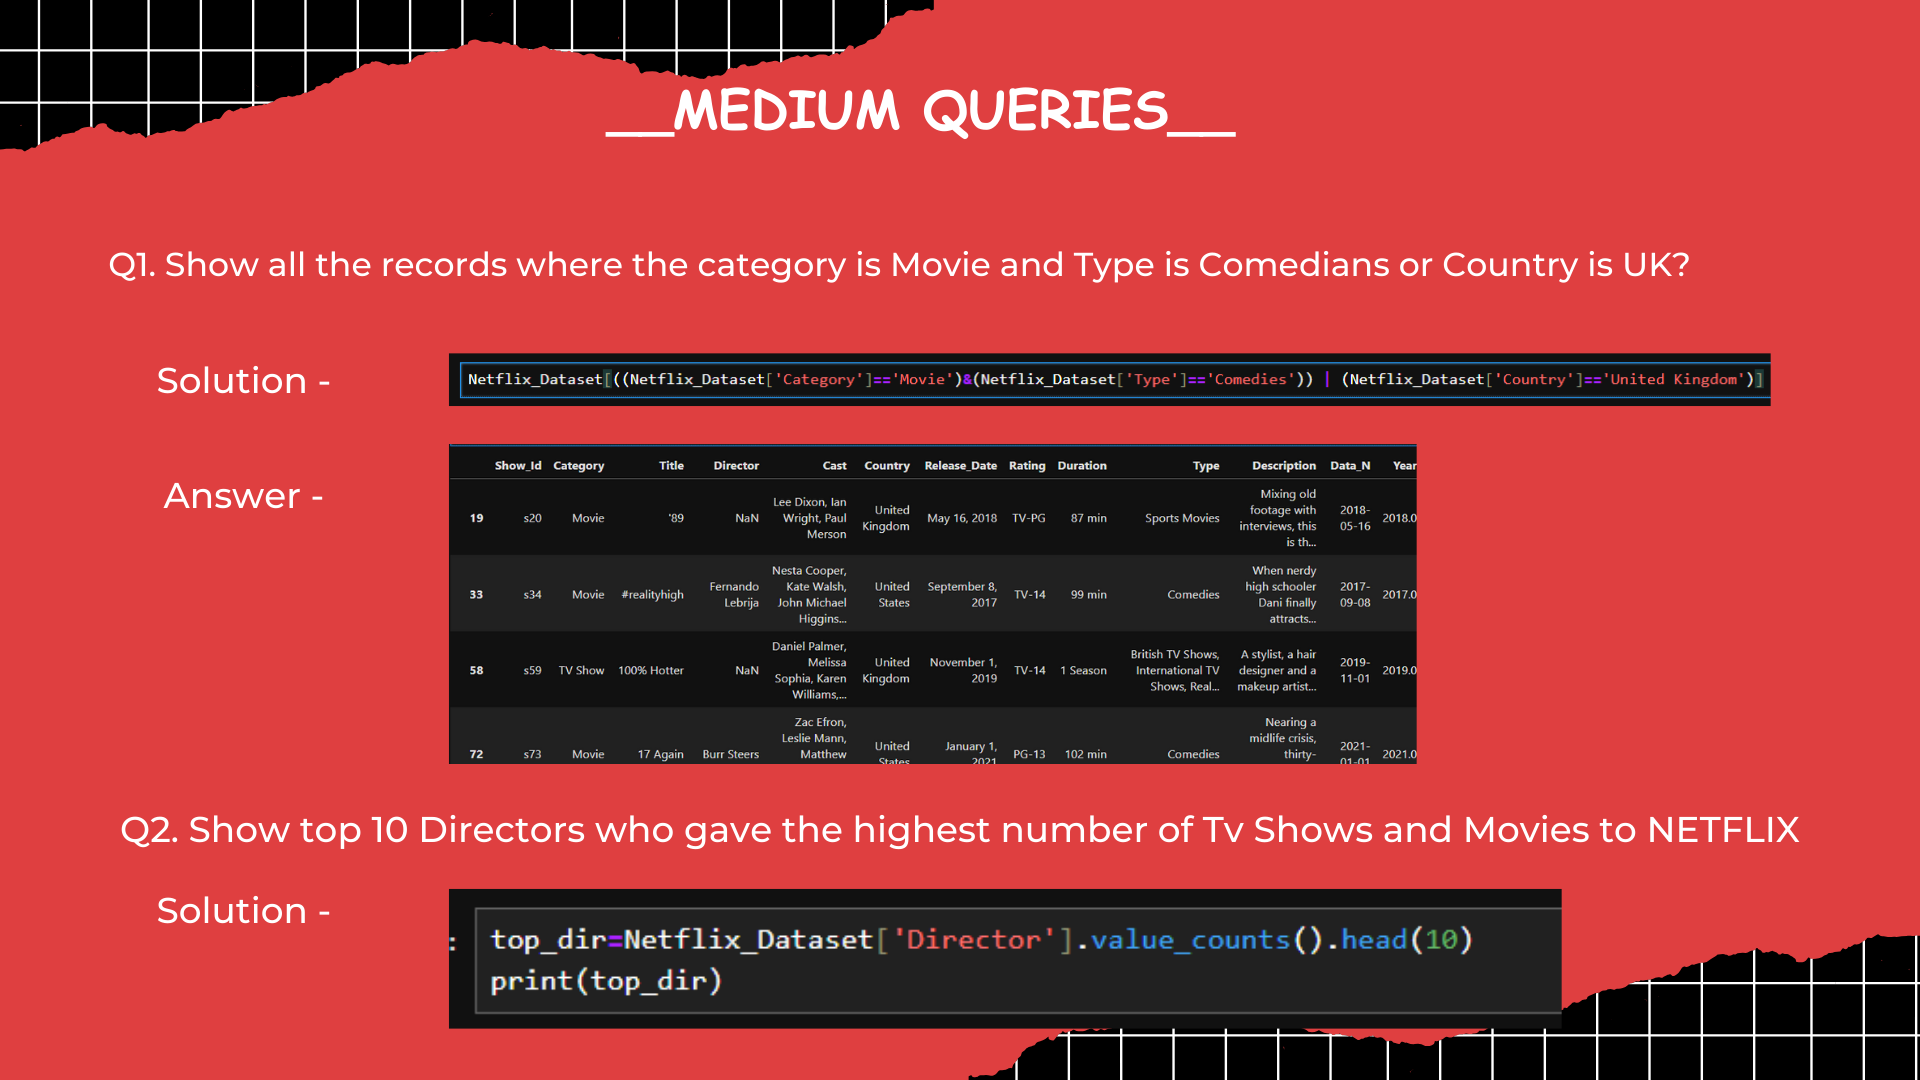 __MEDIUM QUERIES__
Q1. Show all the records where the category is Movie and Type is Comedians or Country is UK?
Solution -
Netflix_Dataset[((Netflix_Dataset['Category']=='Movie')&(Netflix_Dataset['Type']=='Comedies')) | (Netflix_Dataset['Country']=='United Kingdom')]
Answer -
Show_Id Category Title Director Cast Country Release_Date Rating Duration Type Description Data_N Year
19 s20 Movie '89 NaN Lee Dixon, Ian Wright, Paul Merson United Kingdom May 16, 2018 TV-PG 87 min Sports Movies Mixing old footage with interviews, this is th... 2018-05-16 2018.0
33 s34 Movie #realityhigh Fernando Lebrija Nesta Cooper, Kate Walsh, John Michael Higgins... United States September 8, 2017 TV-14 99 min Comedies When nerdy high schooler Dani finally attracts... 2017-09-08 2017.0
58 s59 TV Show 100% Hotter NaN Daniel Palmer, Melissa Sophia, Karen Williams,... United Kingdom November 1, 2019 TV-14 1 Season British TV Shows, International TV Shows, Real... A stylist, a hair designer and a makeup artist... 2019-11-01 2019.0
72 s73 Movie 17 Again Burr Steers Zac Efron, Leslie Mann, Matthew United States January 1, 2021 PG-13 102 min Comedies Nearing a midlife crisis, thirty- 2021-01-01 2021.0
Q2. Show top 10 Directors who gave the highest number of Tv Shows and Movies to NETFLIX
Solution -
: top_dir=Netflix_Dataset['Director'].value_counts().head(10)
print(top_dir)